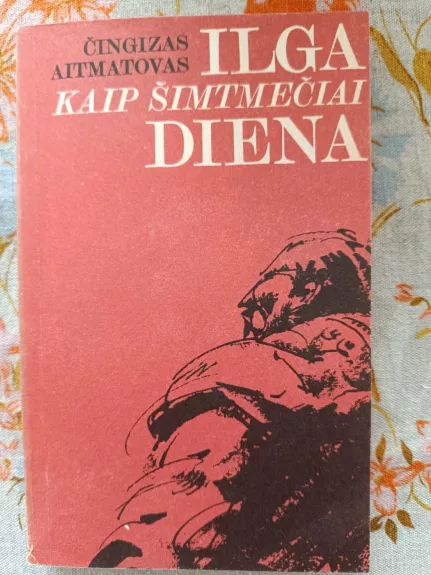 ČINGIZAS
AITMATOVAS
ILGA
KAIP ŠIMTMEČIAI
DIENA